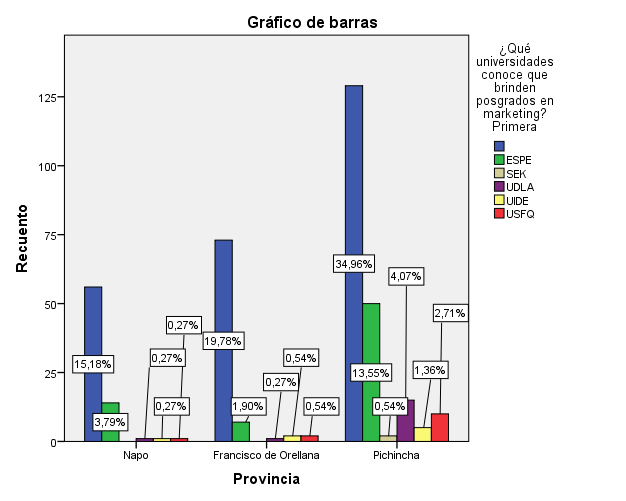 Gráfico de barras
¿Qué
universidades
conoce que
brinden
posgrados en
marketing?
Primera
ESPE
SEK
UDLA
UIDE
USFQ
Recuento
125
100
75
50
25
0
15,18%
3,79%
0,27%
0,27%
0,27%
19,78%
1,90%
0,27%
0,54%
0,54%
34,96%
13,55%
0,54%
4,07%
1,36%
2,71%
Napo
Francisco de Orellana
Pichincha
Provincia